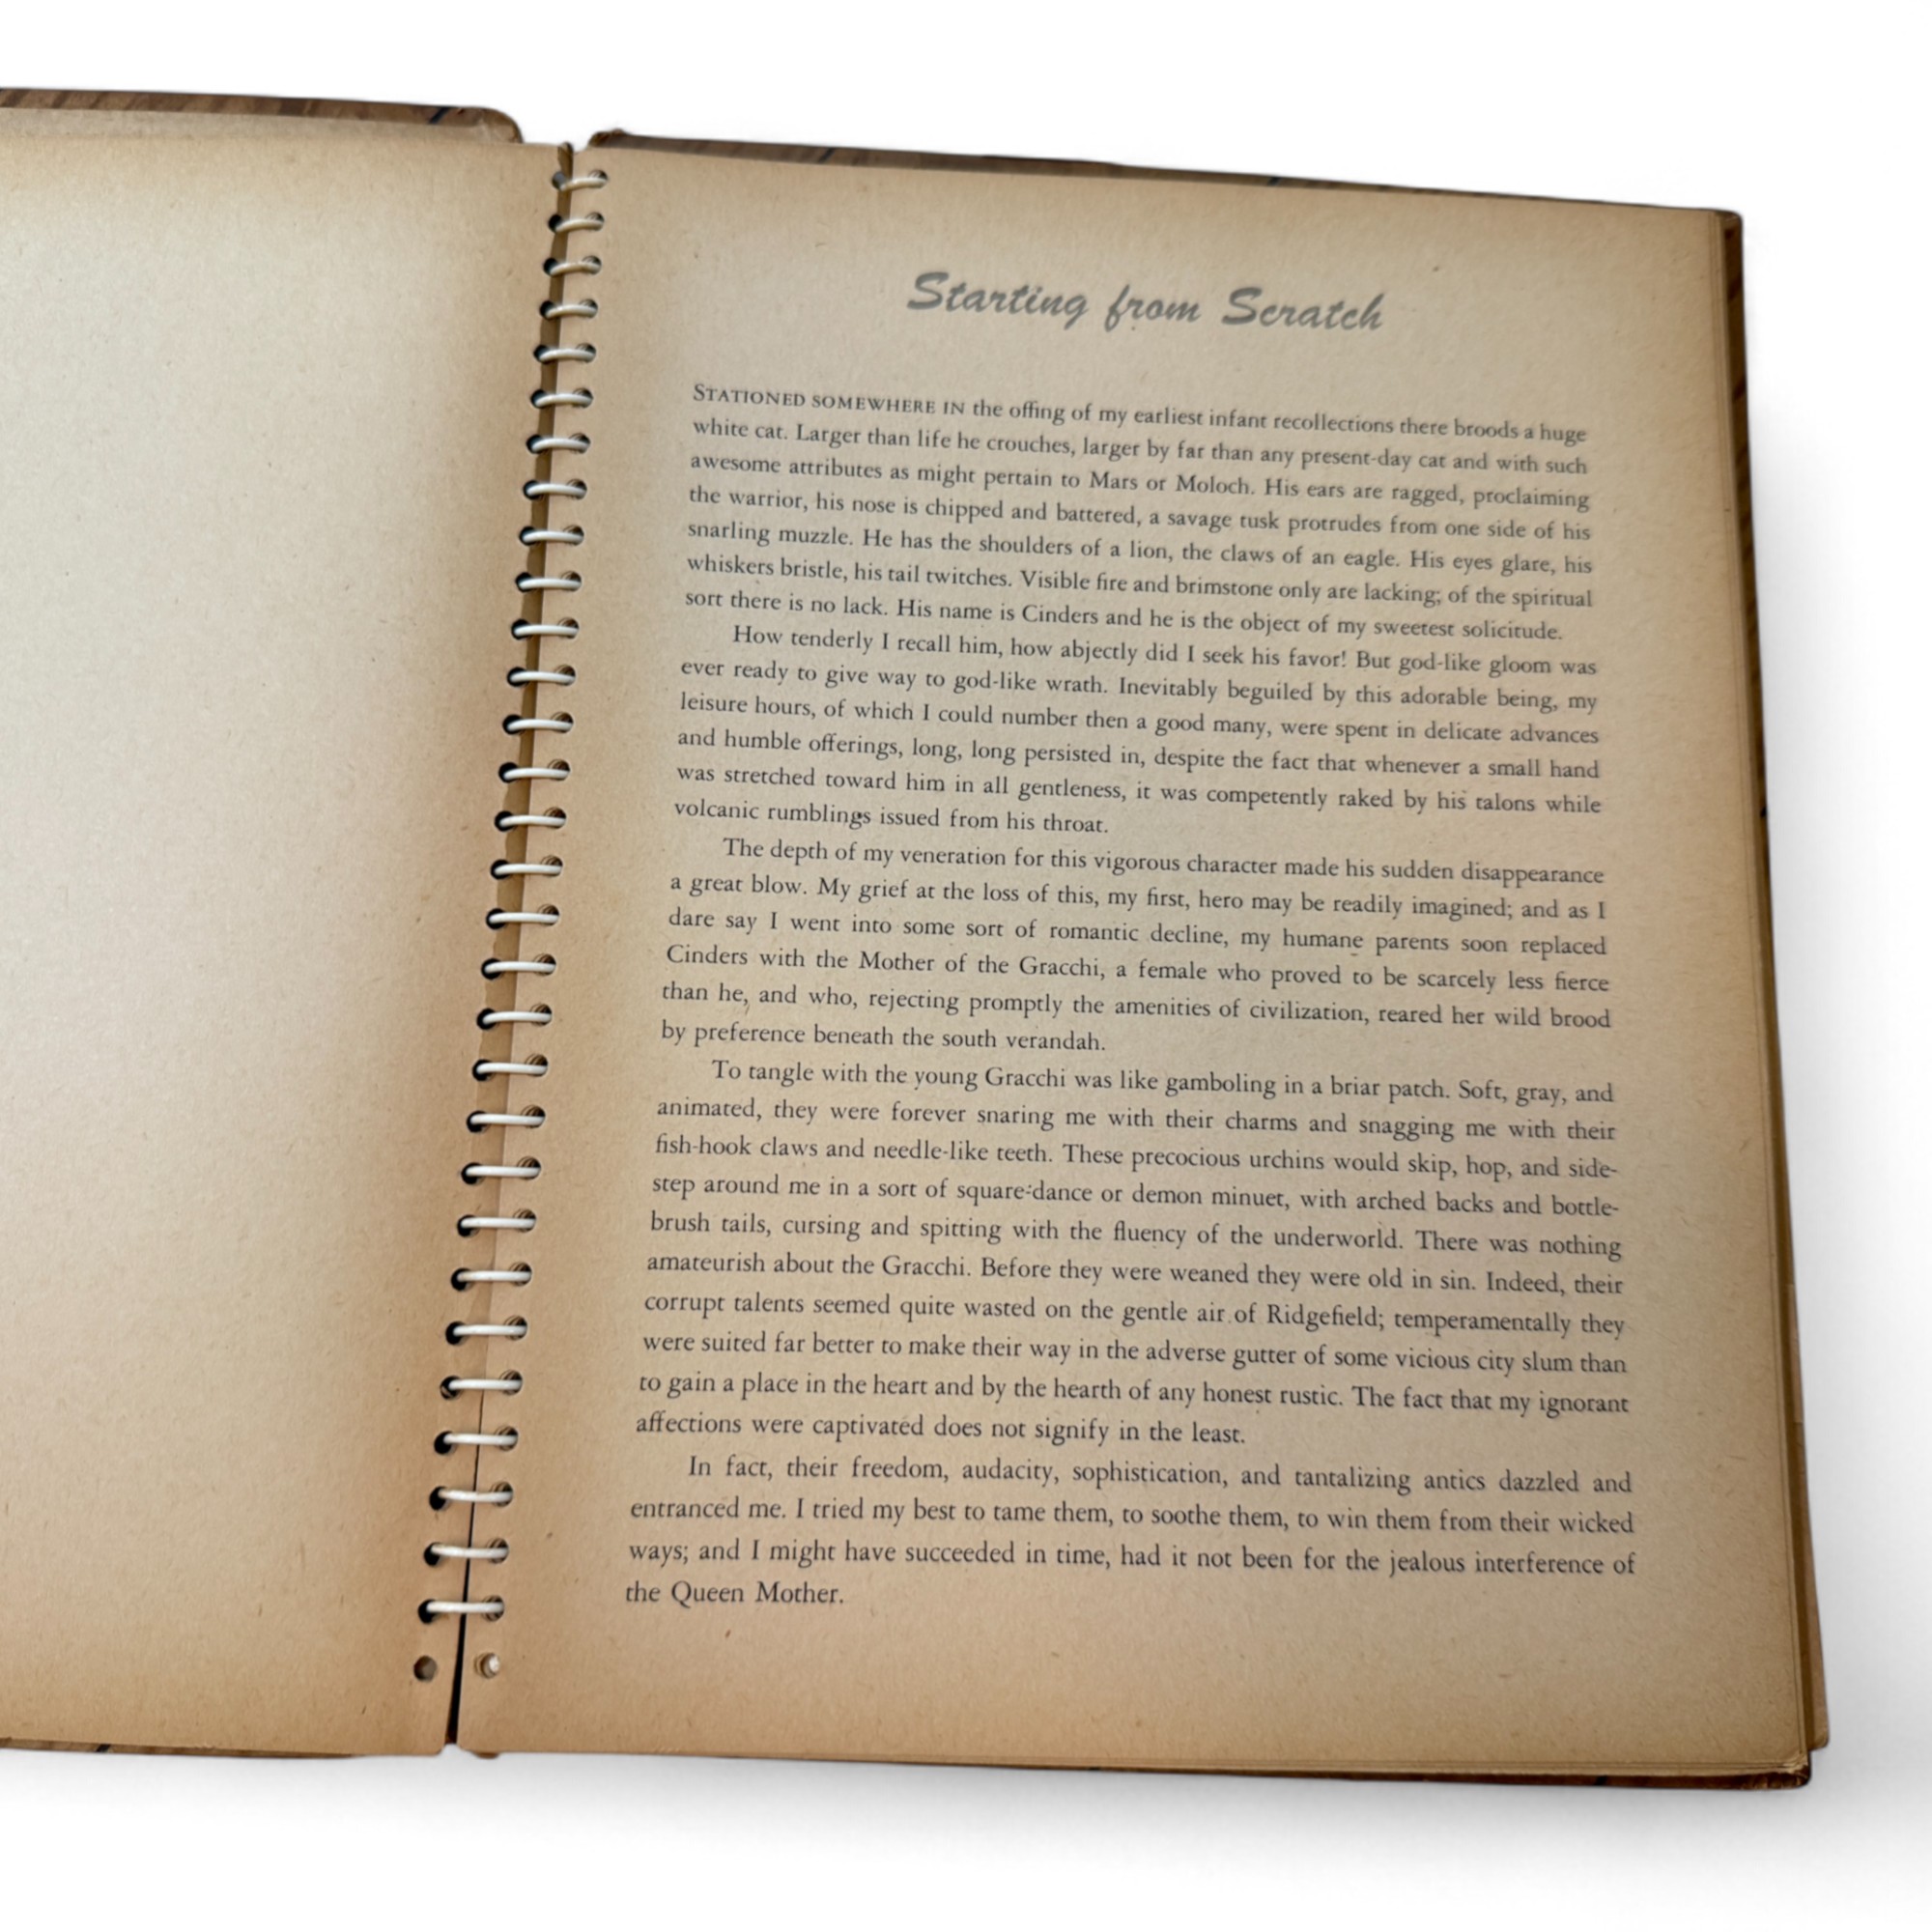 Starting from Scratch
STATIONED SOMEWHERE IN the offing of my earliest infant recollections there broods a huge
white cat. Larger than life he crouches, larger by far than any present-day cat and with such
awesome attributes as might pertain to Mars or Moloch. His ears are ragged, proclaiming
the warrior, his nose is chipped and battered, a savage tusk protrudes from one side of his
snarling muzzle. He has the shoulders of a lion, the claws of an eagle. His eyes glare, his
whiskers bristle, his tail twitches. Visible fire and brimstone only are lacking; of the spiritual
sort there is no lack. His name is Cinders and he is the object of my sweetest solicitude.
How tenderly I recall him, how abjectly did I seek his favor! But god-like gloom was
ever ready to give way to god-like wrath. Inevitably beguiled by this adorable being, my
leisure hours, of which I could number then a good many, were spent in delicate advances
and humble offerings, long, long persisted in, despite the fact that whenever a small hand
was stretched toward him in all gentleness, it was competently raked by his talons while
volcanic rumblings issued from his throat.
The depth of my veneration for this vigorous character made his sudden disappearance
a great blow. My grief at the loss of this, my first, hero may be readily imagined; and as I
dare say I went into some sort of romantic decline, my humane parents soon replaced
Cinders with the Mother of the Gracchi, a female who proved to be scarcely less fierce
than he, and who, rejecting promptly the amenities of civilization, reared her wild brood
by preference beneath the south verandah.
To tangle with the young Gracchi was like gamboling in a briar patch. Soft, gray, and
animated, they were forever snaring me with their charms and snagging me with their
fish-hook claws and needle-like teeth. These precocious urchins would skip, hop, and side-
step around me in a sort of square-dance or demon minuet, with arched backs and bottle-
brush tails, cursing and spitting with the fluency of the underworld. There was nothing
amateurish about the Gracchi. Before they were weaned they were old in sin. Indeed, their
corrupt talents seemed quite wasted on the gentle air of Ridgefield; temperamentally they
were suited far better to make their way in the adverse gutter of some vicious city slum than
to gain a place in the heart and by the hearth of any honest rustic. The fact that my ignorant
affections were captivated does not signify in the least.
In fact, their freedom, audacity, sophistication, and tantalizing antics dazzled and
entranced me. I tried my best to tame them, to soothe them, to win them from their wicked
ways; and I might have succeeded in time, had it not been for the jealous interference of
the Queen Mother.